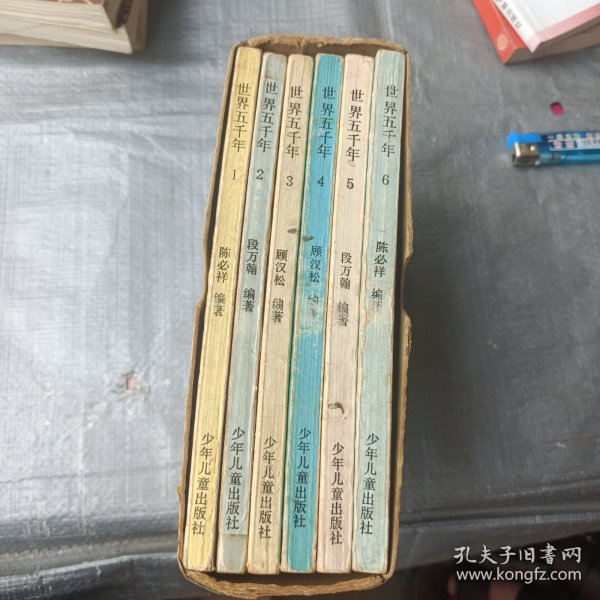 世界五千年 1 陈必祥 编著 少年儿童出版社
世界五千年 2 段万翰 编著 少年儿童出版社
世界五千年 3 顾汉松 编著 少年儿童出版社
世界五千年 4 顾汉松 编著 少年儿童出版社
世界五千年 5 段万翰 编著 少年儿童出版社
世界五千年 6 陈必祥 编著 少年儿童出版社
孔夫子旧书网
www.kongfz.com